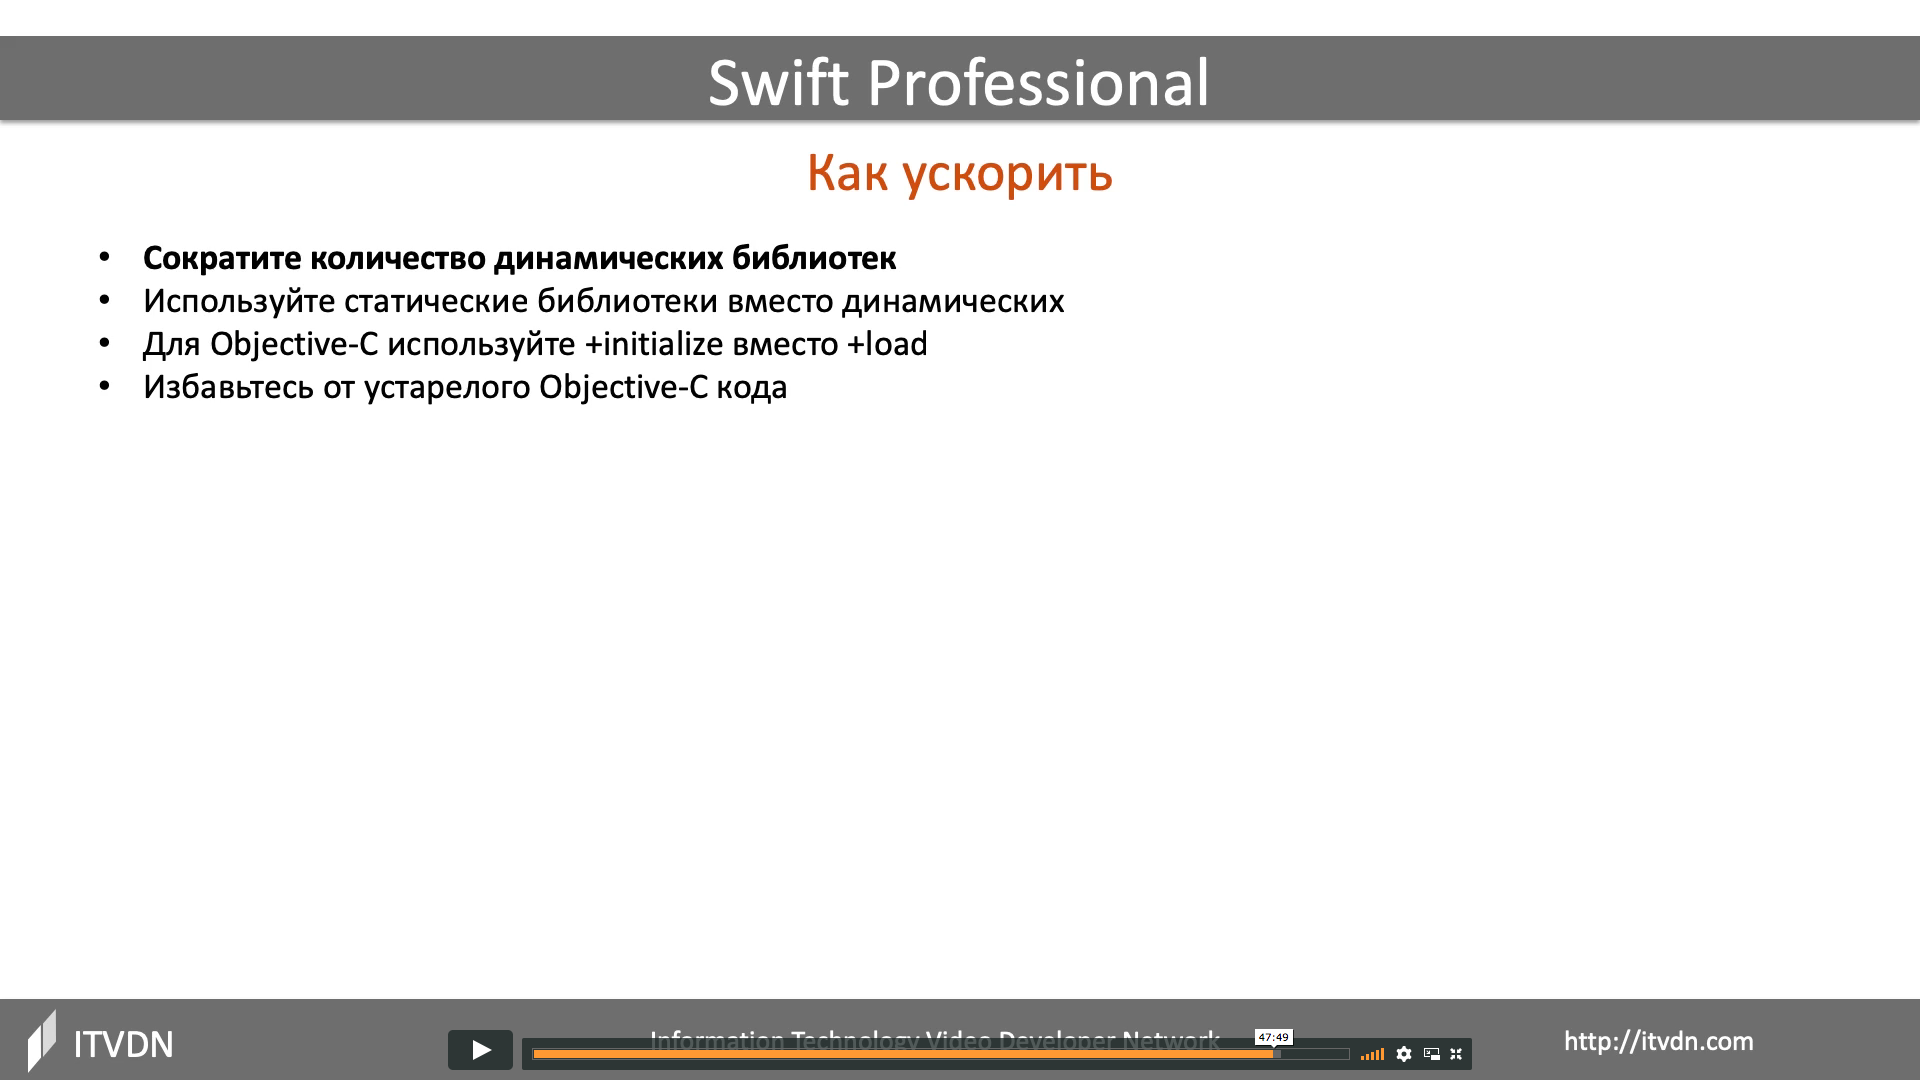 Swift Professional
Как ускорить
• Сократите количество динамических библиотек
• Используйте статические библиотеки вместо динамических
• Для Objective-C используйте +initialize вместо +load
• Избавьтесь от устарелого Objective-C кода
ITVDN
Information Technology Video Developer Network
47:49
http://itvdn.com